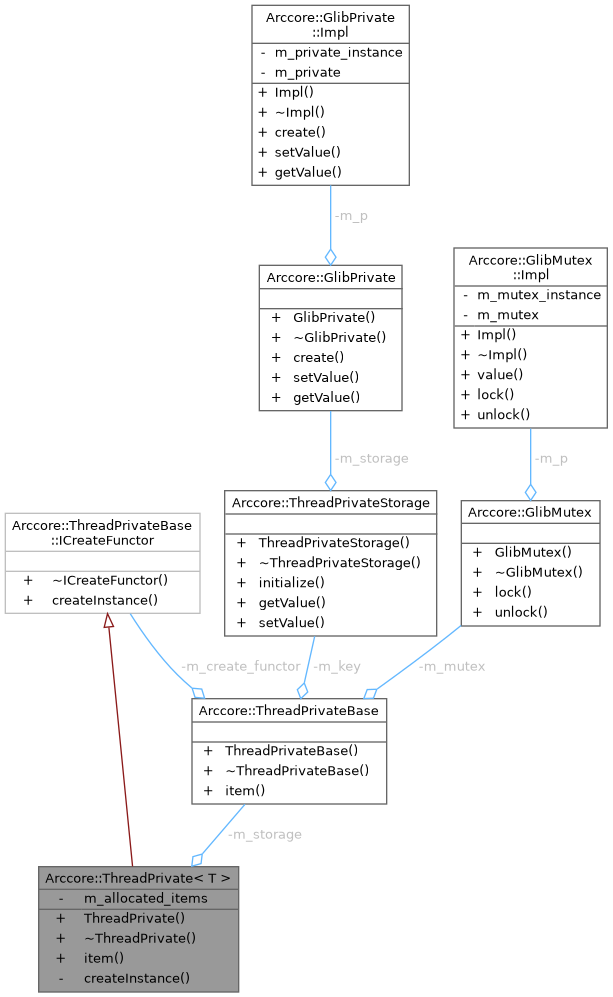 Arccore::GlibPrivate
::Impl
- m_private_instance
- m_private
+ Impl()
+ ~Impl()
+ create()
+ setValue()
+ getValue()
-m_p
Arccore::GlibPrivate
+ GlibPrivate()
+ ~GlibPrivate()
+ create()
+ setValue()
+ getValue()
Arccore::GlibMutex
::Impl
- m_mutex_instance
- m_mutex
+ Impl()
+ ~Impl()
+ value()
+ lock()
+ unlock()
-m_storage
-m_p
Arccore::ThreadPrivateBase
::ICreateFunctor
+ ~ICreateFunctor()
+ createInstance()
Arccore::ThreadPrivateStorage
+ ThreadPrivateStorage()
+ ~ThreadPrivateStorage()
+ initialize()
+ getValue()
+ setValue()
Arccore::GlibMutex
+ GlibMutex()
+ ~GlibMutex()
+ lock()
+ unlock()
-m_create_functor
-m_key
-m_mutex
Arccore::ThreadPrivateBase
+ ThreadPrivateBase()
+ ~ThreadPrivateBase()
+ item()
-m_storage
Arccore::ThreadPrivate< T >
- m_allocated_items
+ ThreadPrivate()
+ ~ThreadPrivate()
+ item()
- createInstance()